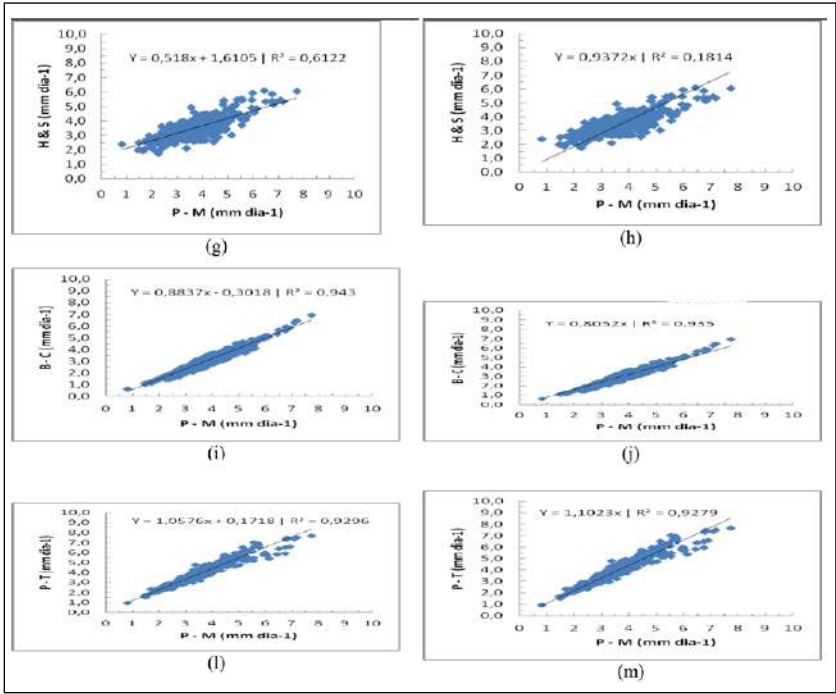 10,0
9,0
8,0
7,0
6,0
5,0
4,0
3,0
2,0
1,0
0,0
H & S (mm dia-1)
Y = 0,518x + 1,6105 | R² = 0,6122
0 1 2 3 4 5 6 7 8 9 10
P - M (mm dia-1)
(g)
10,0
9,0
8,0
7,0
6,0
5,0
4,0
3,0
2,0
1,0
0,0
H & S (mm dia-1)
Y = 0,9372x | R² = 0,1814
0 1 2 3 4 5 6 7 8 9 10
P - M (mm dia-1)
(h)
10,0
9,0
8,0
7,0
6,0
5,0
4,0
3,0
2,0
1,0
0,0
B - C (mm dia-1)
Y = 0,8837x - 0,3018 | R² = 0,943
0 1 2 3 4 5 6 7 8 9 10
P - M (mm dia-1)
(i)
10,0
9,0
8,0
7,0
6,0
5,0
4,0
3,0
2,0
1,0
0,0
B - C (mm dia-1)
Y = 0,8052x | R² = 0,935
0 1 2 3 4 5 6 7 8 9 10
P - M (mm dia-1)
(j)
10,0
9,0
8,0
7,0
6,0
5,0
4,0
3,0
2,0
1,0
0,0
P - T (mm dia-1)
Y = 1,0576x + 0,1718 | R² = 0,9296
0 1 2 3 4 5 6 7 8 9 10
P - M (mm dia-1)
(l)
10,0
9,0
8,0
7,0
6,0
5,0
4,0
3,0
2,0
1,0
0,0
P - T (mm dia-1)
Y = 1,1023x | R² = 0,9279
0 1 2 3 4 5 6 7 8 9 10
P - M (mm dia-1)
(m)